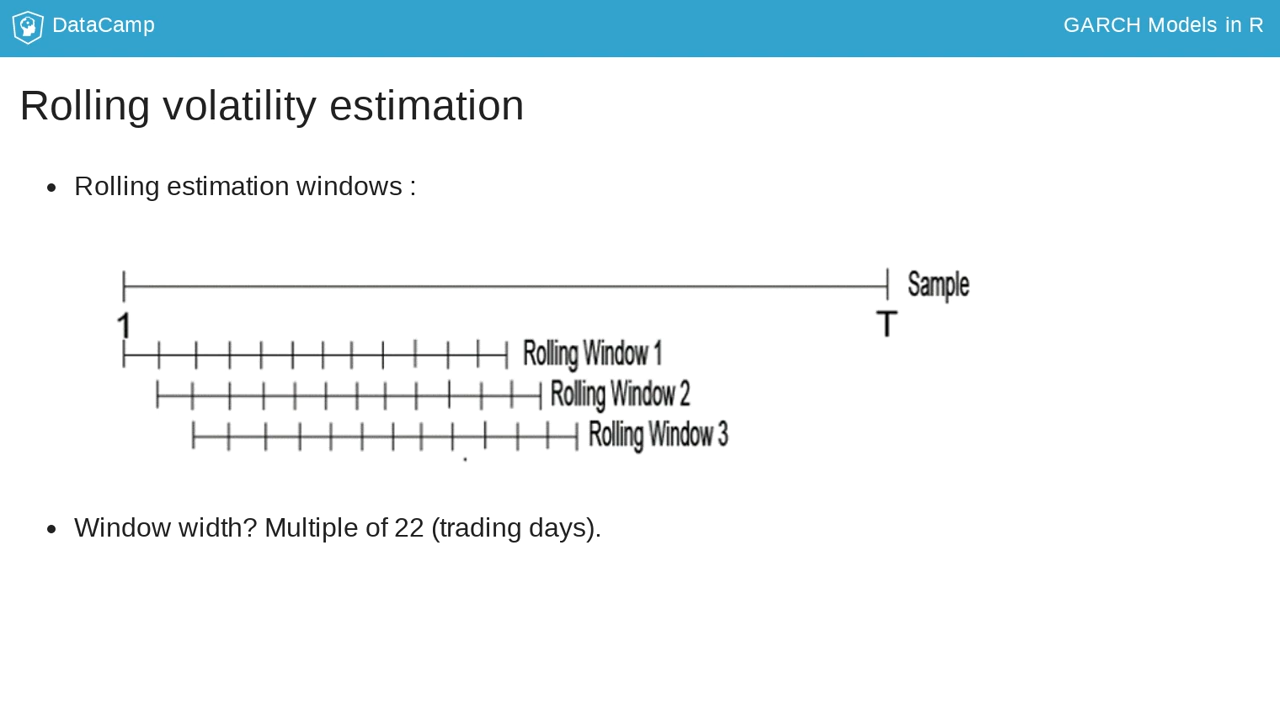 DataCamp
GARCH Models in R
Rolling volatility estimation
Rolling estimation windows :
Sample
1
T
Rolling Window 1
Rolling Window 2
Rolling Window 3
Window width? Multiple of 22 (trading days).